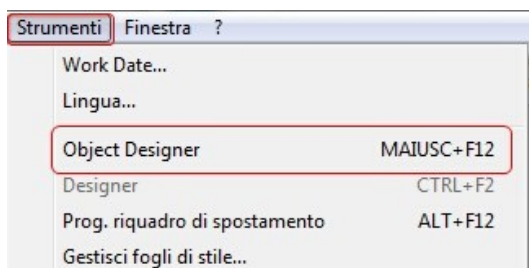 Strumenti Finestra ?
Work Date...
Lingua...
Object Designer MAIUSC+F12
Designer CTRL+F2
Prog. riquadro di spostamento ALT+F12
Gestisci fogli di stile...